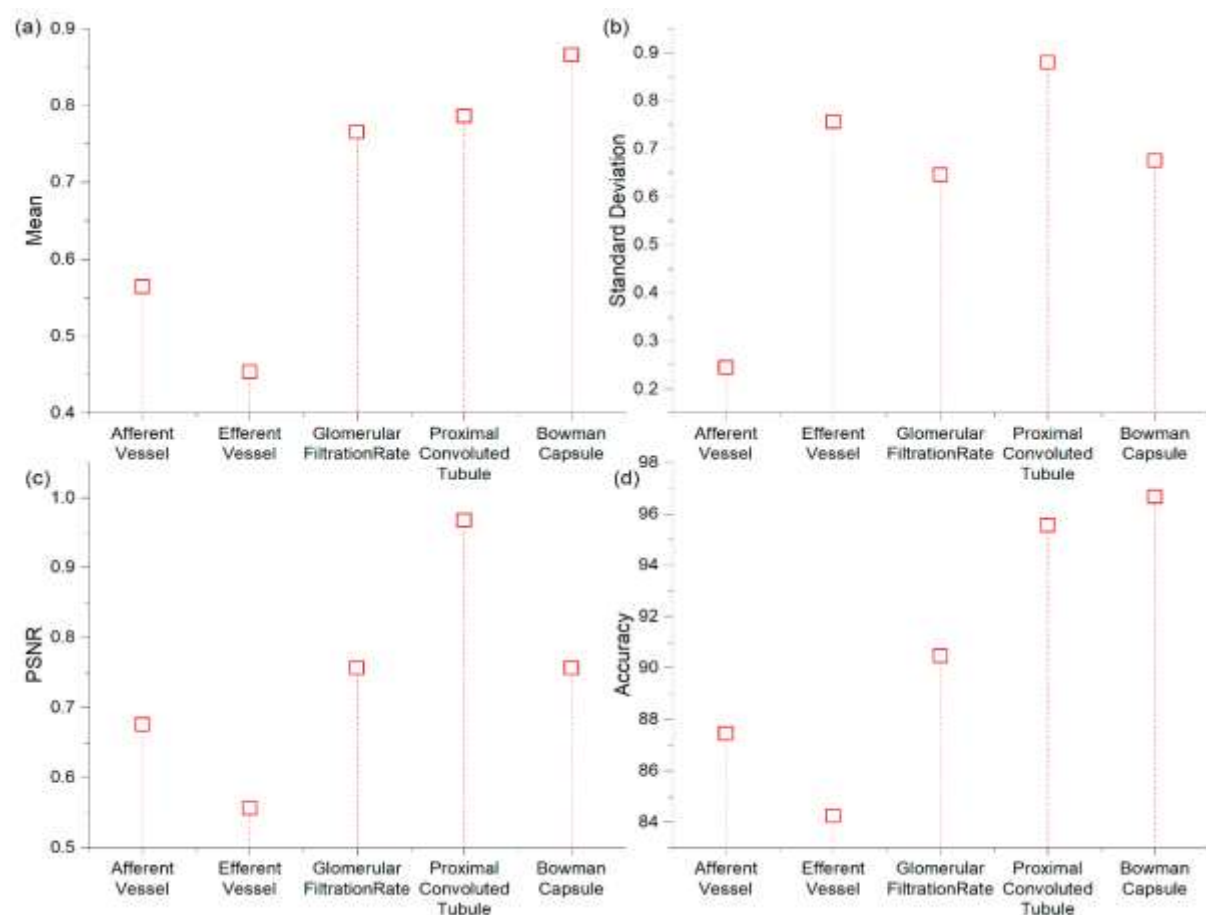 (a)
0.9
0.8
0.7
0.6
0.5
0.4
Mean
Afferent
Vessel
Efferent
Vessel
Glomerular
FiltrationRate
Proximal
Convoluted
Tubule
Bowman
Capsule
(b)
0.9
0.8
0.7
0.6
0.5
0.4
0.3
0.2
Standard Deviation
Afferent
Vessel
Efferent
Vessel
Glomerular
FiltrationRate
Proximal
Convoluted
Tubule
Bowman
Capsule
(c)
1.0
0.9
0.8
0.7
0.6
0.5
PSNR
Afferent
Vessel
Efferent
Vessel
Glomerular
FiltrationRate
Proximal
Convoluted
Tubule
Bowman
Capsule
(d)
98
96
94
92
90
88
86
84
Accuracy
Afferent
Vessel
Efferent
Vessel
Glomerular
FiltrationRate
Proximal
Convoluted
Tubule
Bowman
Capsule